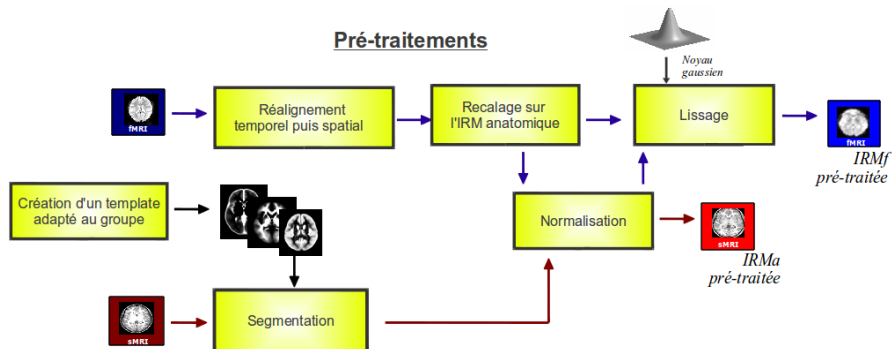 Pré-traitements
Noyau
gaussien
fMRI
Réalignement
temporel puis spatial
Recalage sur
l'IRM anatomique
Lissage
fMRI
IRMf
pré-traitée
Création d'un template
adapté au groupe
Normalisation
sMRI
IRMa
pré-traitée
sMRI
Segmentation